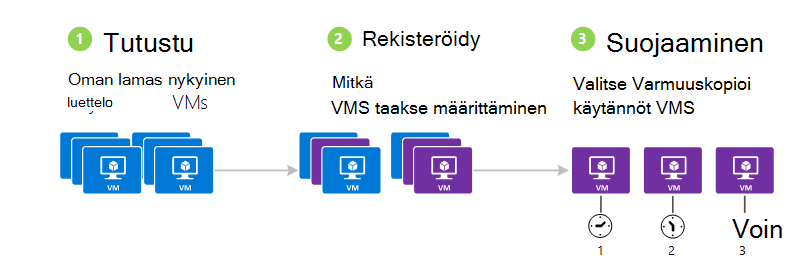 1 Tutustu
Oman lamas nykyinen
luettelo VMs
2 Rekisteröidy
Mitkä
VMS taakse määrittäminen
3 Suojaaminen
Valitse Varmuuskopioi
käytännöt VMS
VM VM
VM VM
VM VM VM
Voin
1 2 3